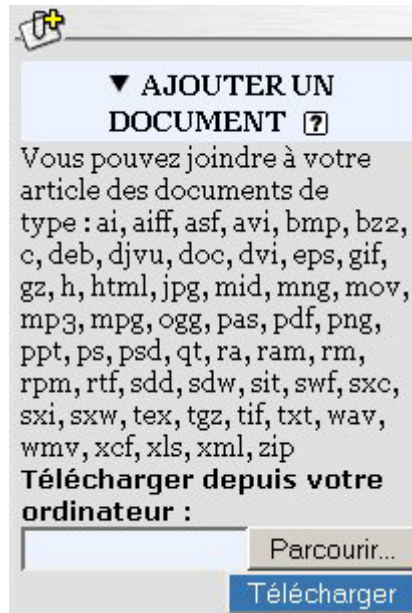 ▼ AJOUTER UN
DOCUMENT ?
Vous pouvez joindre à votre
article des documents de
type : ai, aiff, asf, avi, bmp, bz2,
c, deb, djvu, doc, dvi, eps, gif,
gz, h, html, jpg, mid, mng, mov,
mp3, mpg, ogg, pas, pdf, png,
ppt, ps, psd, qt, ra, ram, rm,
rpm, rtf, sdd, sdw, sit, swf, sxc,
sxi, sxw, tex, tgz, tif, txt, wav,
wmv, xcf, xls, xml, zip
Télécharger depuis votre
ordinateur :
Parcourir...
Télécharger